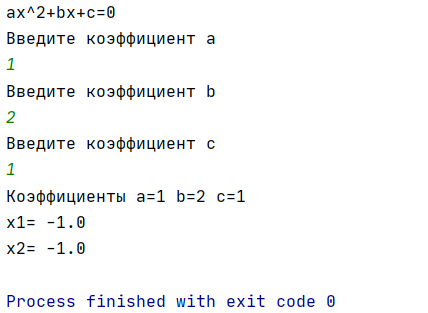 ax^2+bx+c=0
Введите коэффициент a
1
Введите коэффициент b
2
Введите коэффициент c
1
Коэффициенты a=1 b=2 c=1
x1= -1.0
x2= -1.0
Process finished with exit code 0